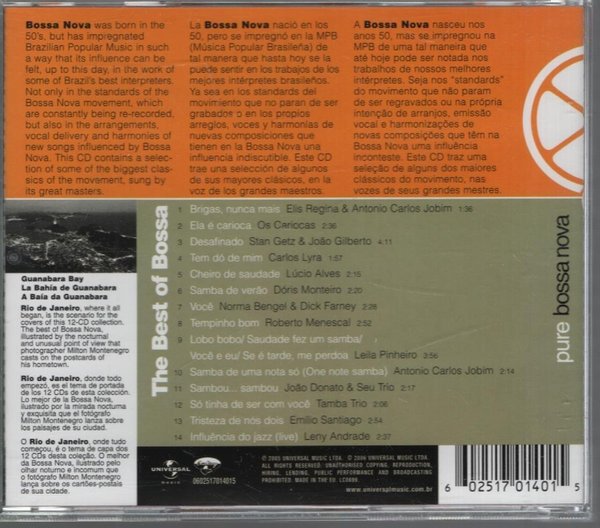 Bossa Nova was born in the
50's, but has impregnated
Brazilian Popular Music in such
a way that its influence can be
felt, up to this day, in the work of
some of Brazil's best interpreters.
Not only in the standards of the
Bossa Nova movement, which
are constantly being re-recorded,
but also in the arrangements,
vocal delivery and harmonies of
new songs influenced by Bossa
Nova. This CD contains a selec-
tion of some of the biggest clas-
sics of the movement, sung by
its great masters.
La Bossa Nova nació en los
50, pero se impregnó en la MPB
(Música Popular Brasileña) de
tal manera que hasta hoy se la
puede sentir en los trabajos de los
mejores intérpretes brasileños.
Ya sea en los standards del
movimiento que no paran de ser
grabados o en los propios
arreglos, voces y harmonías de
nuevas composiciones que
tienen en la Bossa Nova una
influencia indiscutible. Este CD
trae una selección de algunos
de sus mayores clásicos, en la
voz de los grandes maestros.
A Bossa Nova nasceu nos
anos 50, mas se impregnou na
MPB de uma tal maneira que
até hoje pode ser notada nos
trabalhos de nossos melhores
intérpretes. Seja nos "standards"
do movimento que não param
de ser regravados ou na própria
intenção de arranjos, emissão
vocal e harmonizações de
novas composições que têm na
Bossa Nova uma influência
inconteste. Este CD traz uma
seleção de alguns dos maiores
clássicos do movimento, nas
vozes de seus grandes mestres.
Guanabara Bay
La Bahía de Guanabara
A Baía da Guanabara
Rio de Janeiro, where it all
began, is the scenario for the
covers of this 12-CD collection.
The best of Bossa Nova,
illustrated by the nocturnal
and unusual point of view that
photographer Milton Montenegro
casts on the postcards of
his hometown.
Rio de Janeiro, donde todo
empezó, es el tema de portada
de los 12 CDs de esta colección.
Lo mejor de la Bossa Nova,
ilustrado por la mirada nocturna
y exquisita que el fotógrafo
Milton Montenegro lanza sobre
los paisajes de su ciudad.
O Rio de Janeiro, onde tudo
começou, é o tema de capa dos
12 CDs desta coleção. O melhor
da Bossa Nova, ilustrado pelo
olhar noturno e incomum que
o fotógrafo Milton Montenegro
lança sobre os cartões-postais
de sua cidade.
The Best of Bossa
1 Brigas, nunca mais Elis Regina & Antonio Carlos Jobim 1:36
2 Ela é carioca Os Cariocas 2:36
3 Desafinado Stan Getz & João Gilberto 4:11
4 Tem dó de mim Carlos Lyra 1:57
5 Cheiro de saudade Lúcio Alves 2:15
6 Samba de verão Dóris Monteiro 2:20
7 Você Norma Bengel & Dick Farney 2:28
8 Tempinho bom Roberto Menescal 2:52
9 Lobo bobo/ Saudade fez um samba/
Você e eu/ Se é tarde, me perdoa Leila Pinheiro 3:56
10 Samba de uma nota só (One note samba) Antonio Carlos Jobim 2:14
11 Sambou... sambou João Donato & Seu Trio 2:17
12 Só tinha de ser com você Tamba Trio 2:06
13 Tristeza de nós dois Emílio Santiago 2:54
14 Influência do jazz (live) Leny Andrade 2:37
pure bossa nova
UNIVERSAL
MUSIC
0602517014015
℗ 2005 UNIVERSAL MUSIC LTDA. © 2006 UNIVERSAL MUSIC LTDA.
ALL RIGHTS RESERVED. UNAUTHORISED COPYING, REPRODUCTION,
HIRING, LENDING, PUBLIC PERFORMANCE AND BROADCASTING
PROHIBITED. MADE IN THE EU. LC0699.
www.universalmusic.com.br
6 02517 01401 5